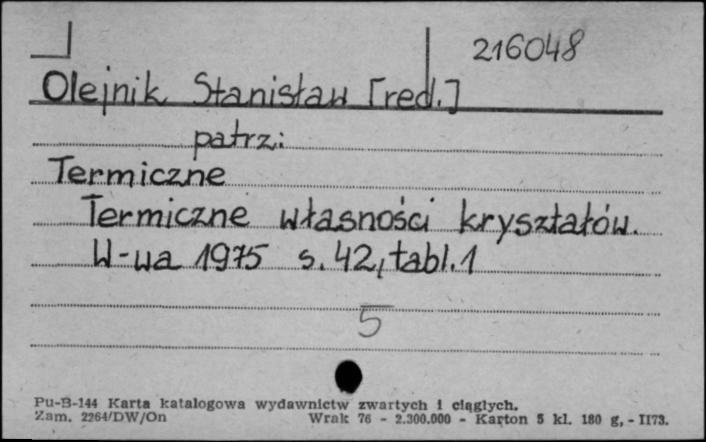 216048
Olejnik Stanisław [red.]
patrz:
Termiczne
Termiczne własności kryształów.
W-wa 1975 s. 42, tabl. 1
5
Pu-B-144 Karta katalogowa wydawnictw zwartych i ciągłych.
Zam. 2264/DW/On Wrak 76 - 2.300.000 - Karton 5 kl. 180 g, - II73.